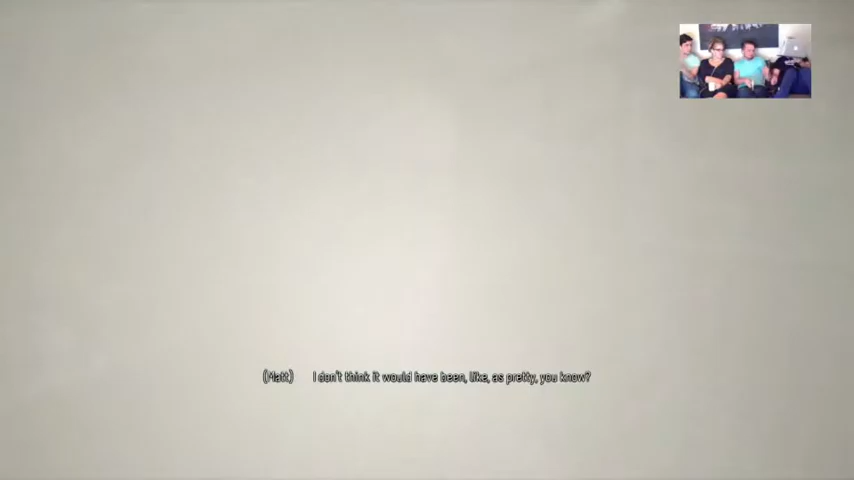 (Matt) I don't think it would have been, like, as pretty, you know?